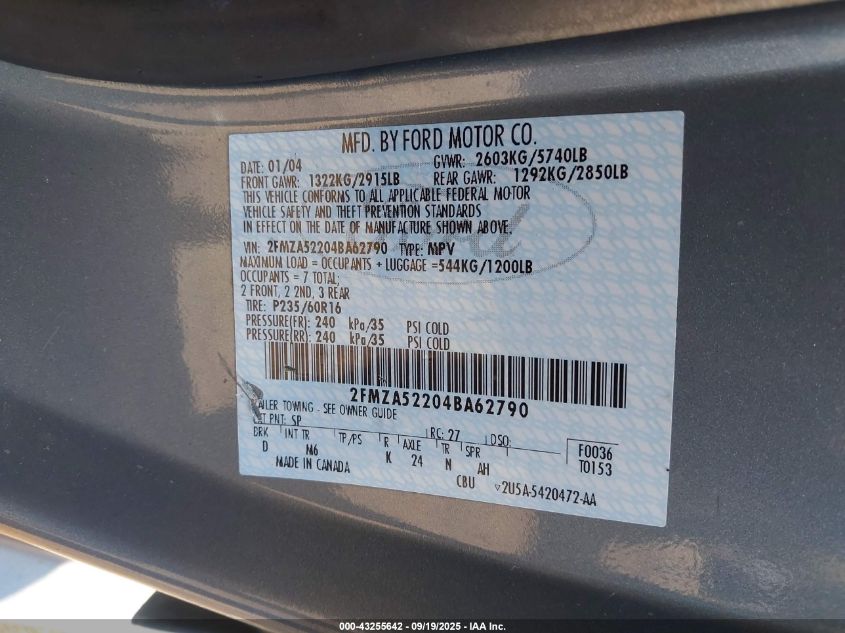 MFD. BY FORD MOTOR CO.
DATE: 01/04 GVWR: 2603KG/5740LB
FRONT GAWR: 1322KG/2915LB REAR GAWR: 1292KG/2850LB
THIS VEHICLE CONFORMS TO ALL APPLICABLE FEDERAL MOTOR
VEHICLE SAFETY AND THEFT PREVENTION STANDARDS
IN EFFECT ON THE DATE OF MANUFACTURE SHOWN ABOVE.
VIN: 2FMZA52204BA62790 TYPE: MPV
MAXIMUM LOAD = OCCUPANTS + LUGGAGE =544KG/1200LB
OCCUPANTS = 7 TOTAL,
2 FRONT, 2 2ND, 3 REAR
TIRE: P235/60R16
PRESSURE(FR): 240 kPa/35 PSI COLD
PRESSURE(RR): 240 kPa/35 PSI COLD
2FMZA52204BA62790
TOWING - SEE OWNER GUIDE
PNT: SP RC: 27 DSO:
BRK INT TR TP/PS R AXLE TR SPR F0036
D M6 K 24 N AH T0153
MADE IN CANADA CBU ▽2U5A-5420472-AA
Ford
000-43255642 / 09/19/2025 - IAA Inc.